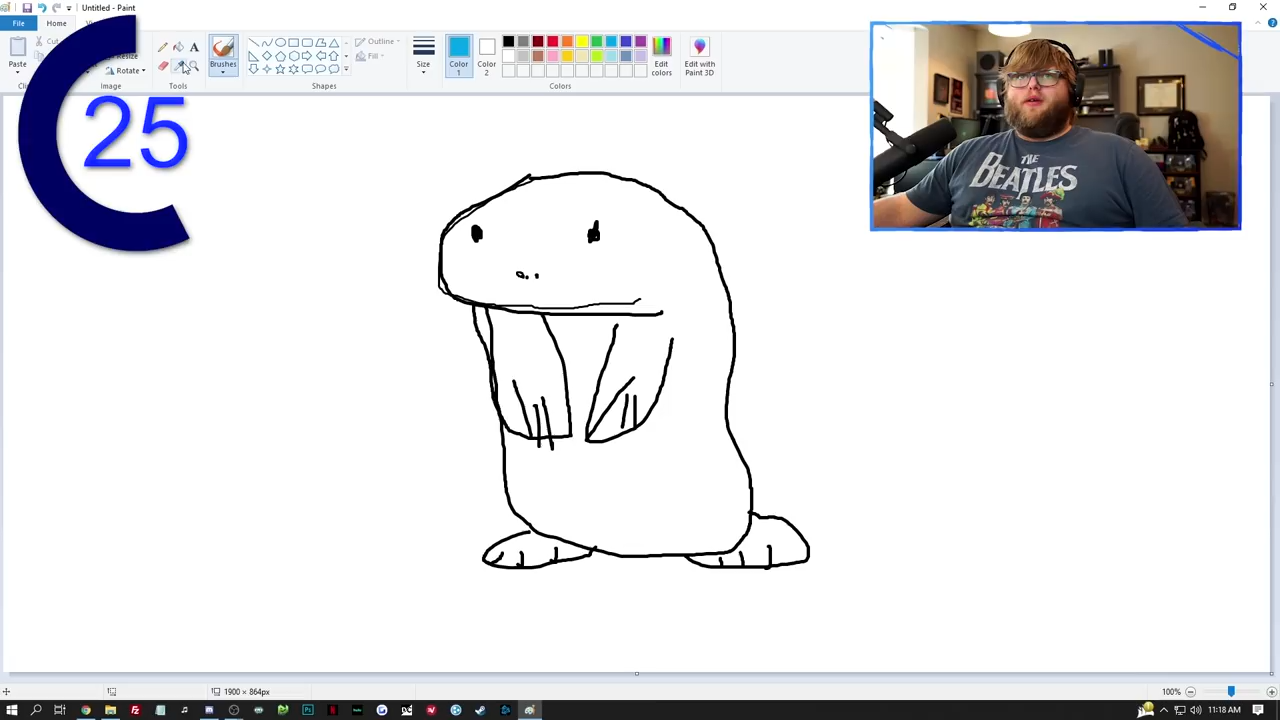 Untitled - Paint
File
Home
Paste
Rotate
Image
Tools
Brushes
Shapes
Outline
Fill
Size
Color 1
Color 2
Edit colors
Edit with Paint 3D
Colors
25
THE
BEATLES
1900 × 864px
100%
11:18 AM